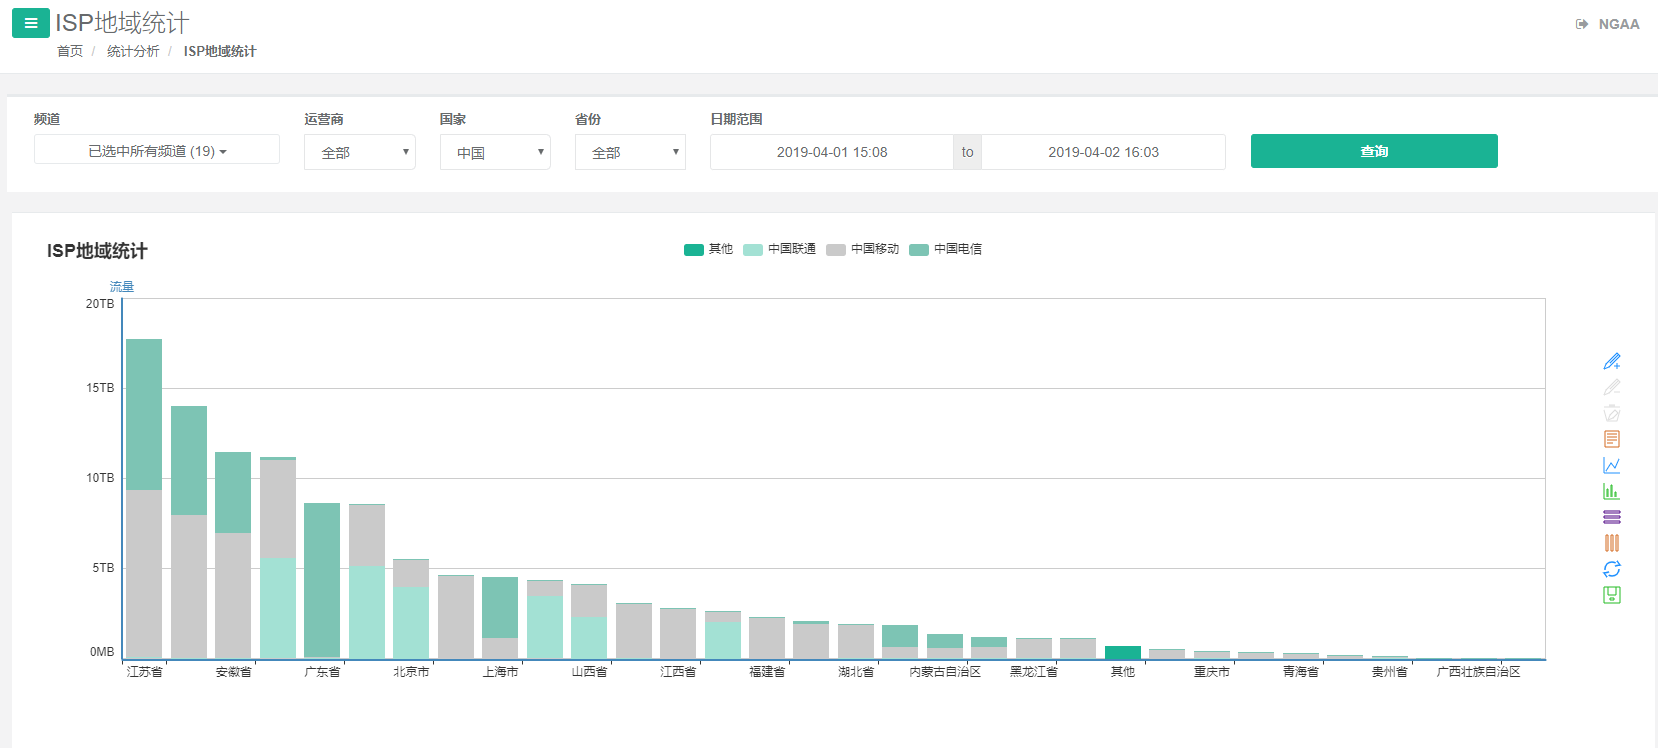 ISP地域统计
NGAA
首页 / 统计分析 / ISP地域统计
频道 运营商 国家 省份 日期范围
已选中所有频道 (19) 全部 中国 全部 2019-04-01 15:08 to 2019-04-02 16:03 查询
ISP地域统计
其他 中国联通 中国移动 中国电信
流量
20TB
15TB
10TB
5TB
0MB
江苏省 安徽省 广东省 北京市 上海市 山西省 江西省 福建省 湖北省 内蒙古自治区 黑龙江省 其他 重庆市 青海省 贵州省 广西壮族自治区